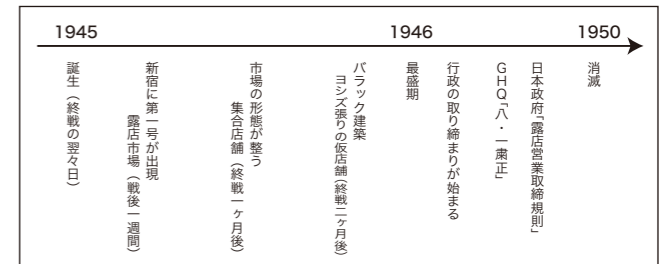 1945
1946
1950
誕生（終戦の翌々日）
新宿に第一号が出現
露店市場（戦後一週間）
市場の形態が整う
集合店舗（終戦一ヶ月後）
バラック建築
ヨシズ張りの仮店舗（終戦二ヶ月後）
最盛期
行政の取り締まりが始まる
GHQ「八・一粛正」
日本政府「露店営業取締規則」
消滅